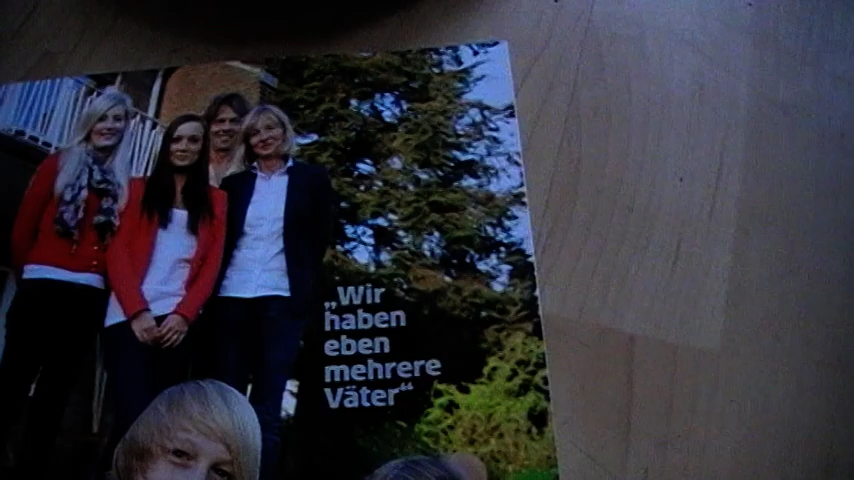 „Wir
haben
eben
mehrere
Väter“